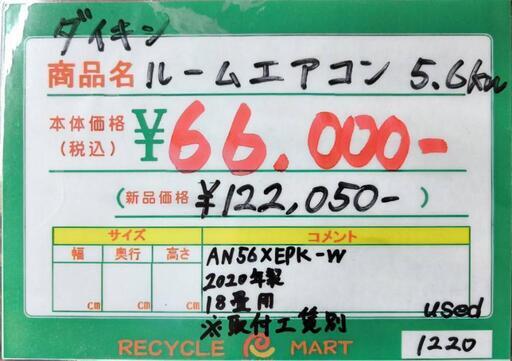 ダイキン
商品名 ルームエアコン 5.6kw
本体価格
(税込) ¥66.000-
(新品価格 ¥122,050-)
サイズ コメント
幅 奥行 高さ
cm cm cm
AN56XEPK-W
2020年製
18畳用
※取付工賃別
used
RECYCLE MART
1220